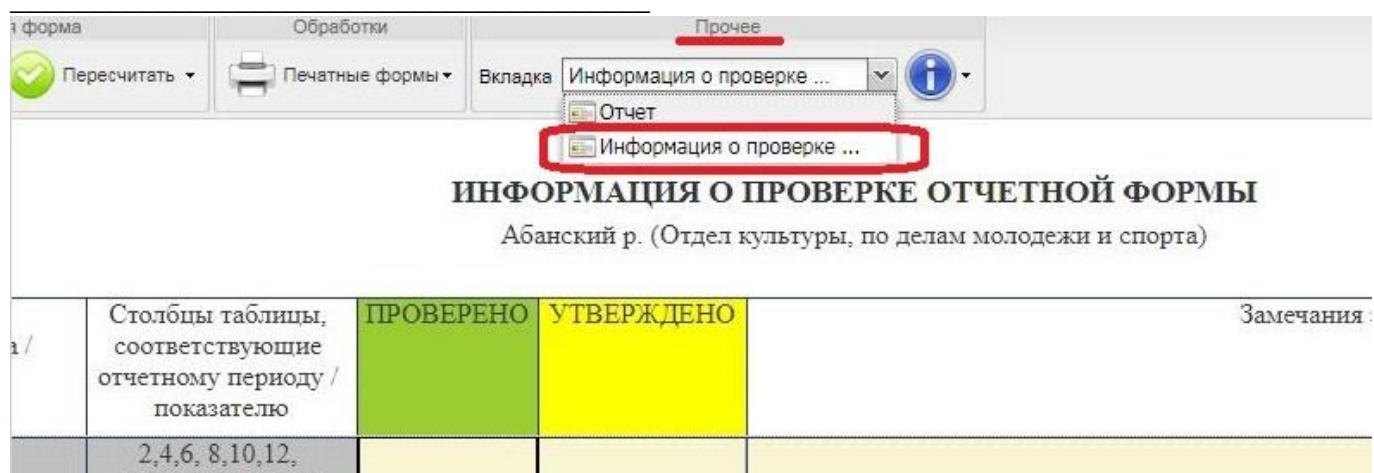 форма Обработки Прочее
Пересчитать Печатные формы Вкладка Информация о проверке ...
Отчет
Информация о проверке ...
ИНФОРМАЦИЯ О ПРОВЕРКЕ ОТЧЕТНОЙ ФОРМЫ
Абанский р. (Отдел культуры, по делам молодежи и спорта)
Столбцы таблицы, ПРОВЕРЕНО УТВЕРЖДЕНО Замечания
соответствующие
отчетному периоду /
показателю
2,4,6, 8,10,12,